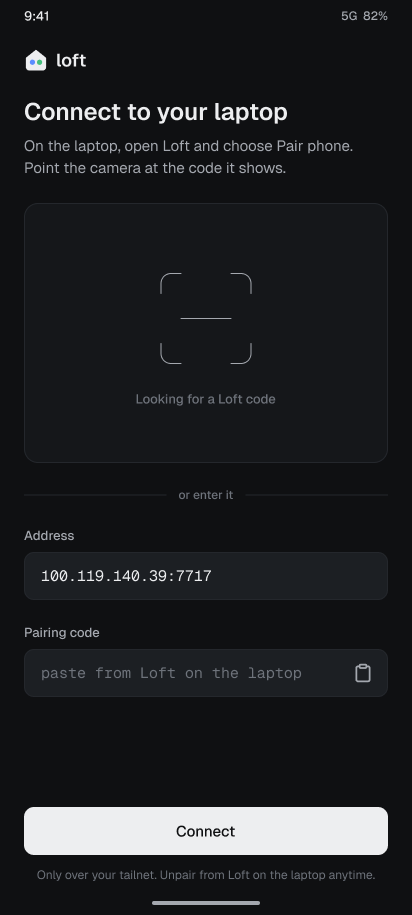 9:41
5G 82%
loft
Connect to your laptop
On the laptop, open Loft and choose Pair phone.
Point the camera at the code it shows.
Looking for a Loft code
or enter it
Address
100.119.140.39:7717
Pairing code
paste from Loft on the laptop
Connect
Only over your tailnet. Unpair from Loft on the laptop anytime.